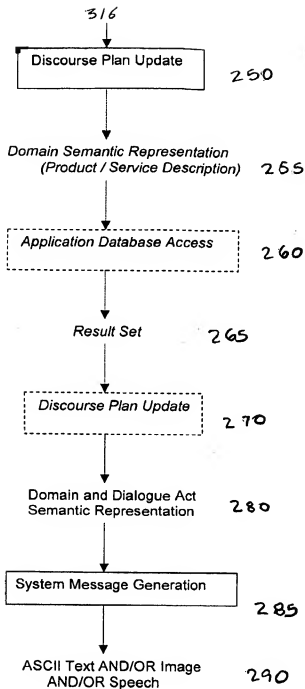 316
Discourse Plan Update 250
Domain Semantic Representation
(Product / Service Description) 255
Application Database Access 260
Result Set 265
Discourse Plan Update 270
Domain and Dialogue Act
Semantic Representation 280
System Message Generation
285
ASCII Text AND/OR Image
AND/OR Speech 290